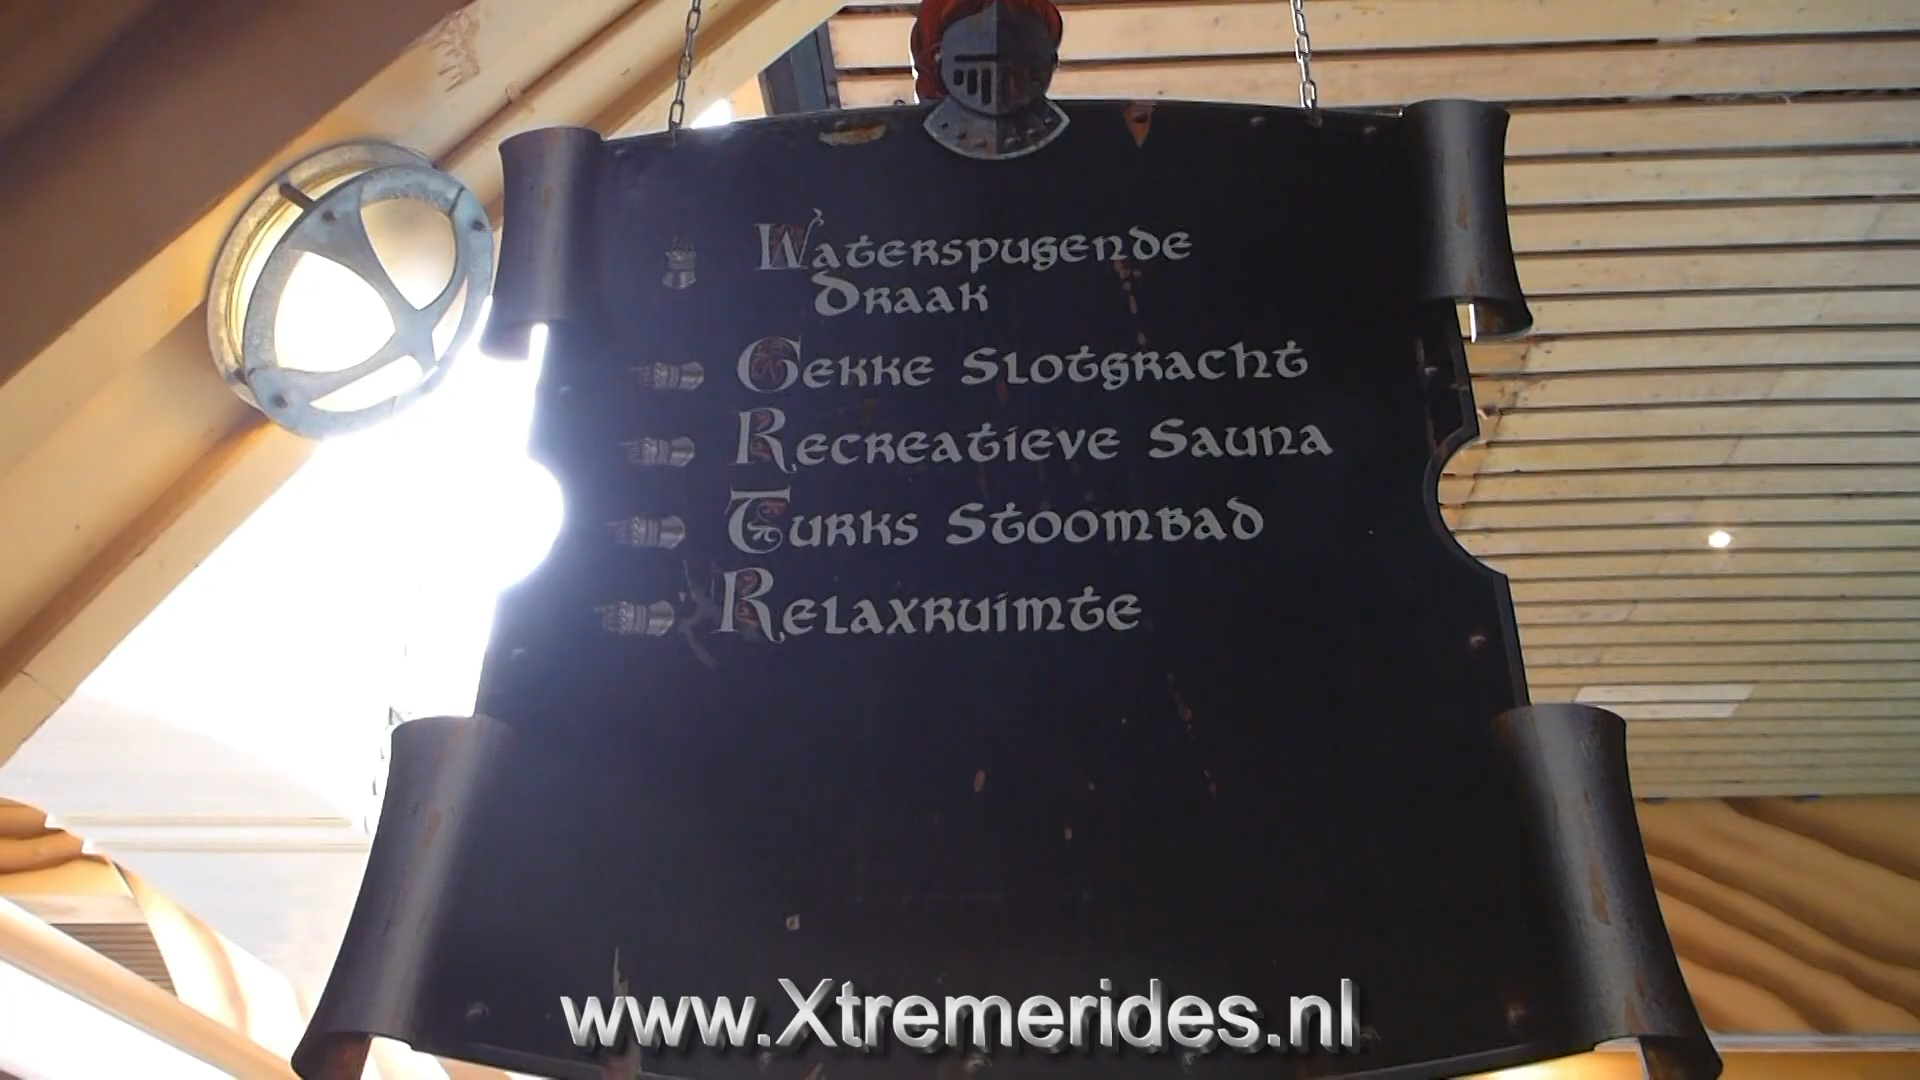 Waterspugende
Draak
Gekke Slotgracht
Recreatieve Sauna
Turks Stoombad
Relaxruimte
www.Xtremerides.nl